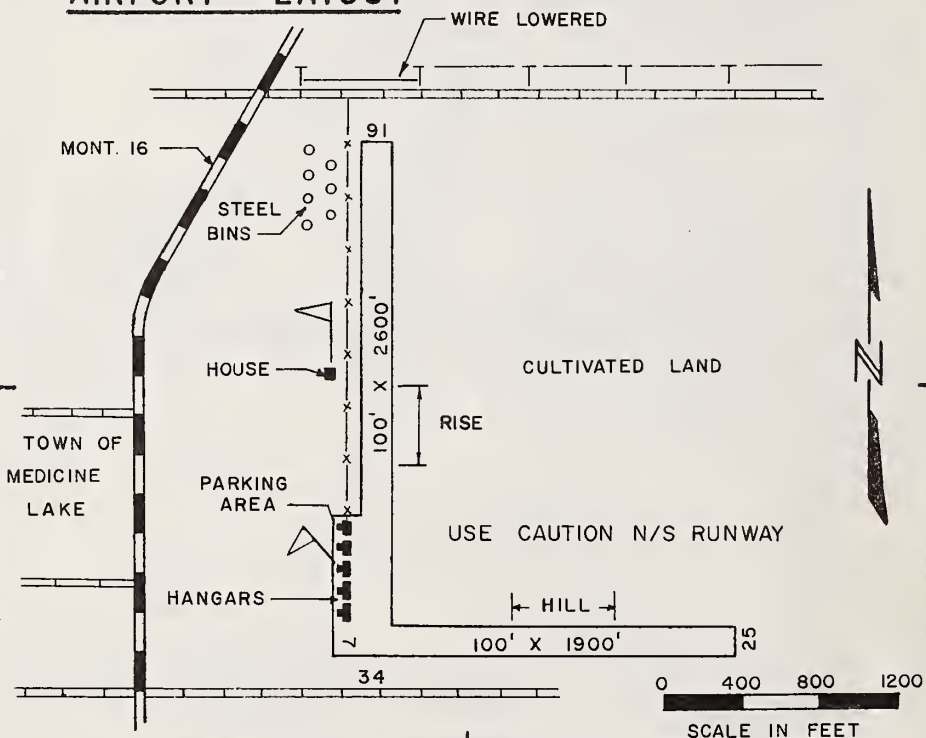 AIRPORT LAYOUT
WIRE LOWERED
16
MONT. 16
STEEL
BINS
100' X 2600'
HOUSE
N
CULTIVATED LAND
RISE
TOWN OF
MEDICINE
LAKE
PARKING
AREA
USE CAUTION N/S RUNWAY
HANGARS
HILL
7
100' X 1900'
25
34
0 400 800 1200
SCALE IN FEET